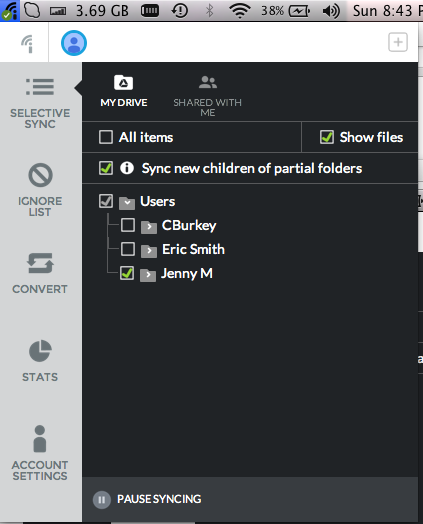 3.69 GB 38% Sun 8:43 P
SELECTIVE
SYNC
MY DRIVE
SHARED WITH
ME
All items
Show files
Sync new children of partial folders
IGNORE
LIST
Users
CBurkey
Eric Smith
Jenny M
CONVERT
STATS
ACCOUNT
SETTINGS
PAUSE SYNCING